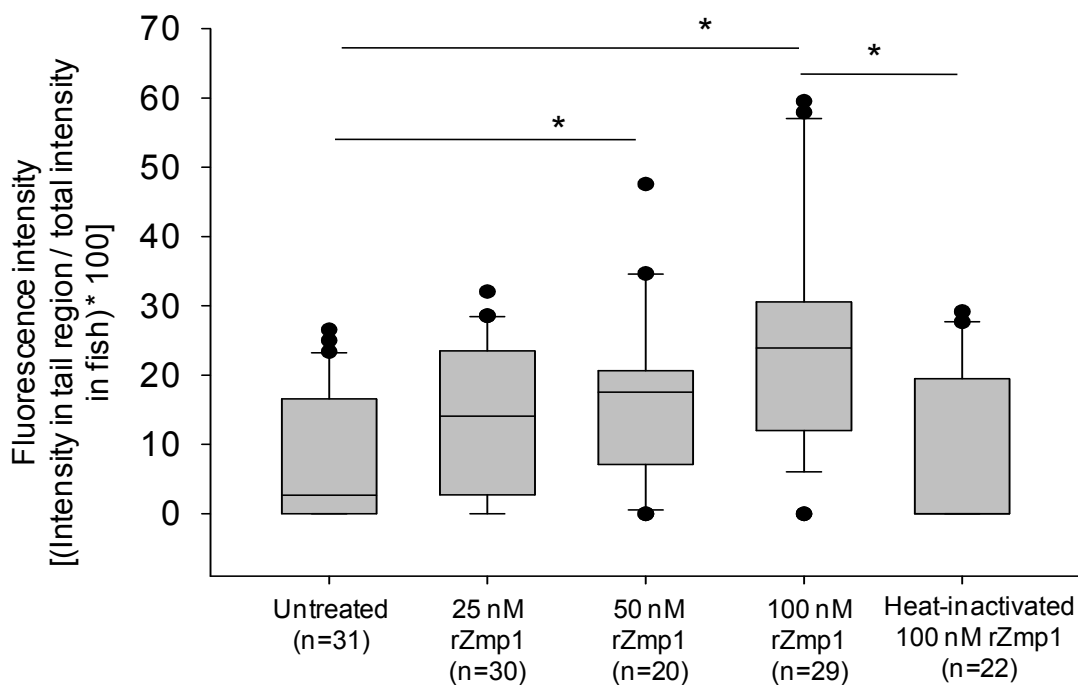 Fluorescence intensity
[(Intensity in tail region / total intensity
in fish) * 100]
70
60
50
40
30
20
10
0
*
*
*
Untreated
(n=31)
25 nM
rZmp1
(n=30)
50 nM
rZmp1
(n=20)
100 nM
rZmp1
(n=29)
Heat-inactivated
100 nM rZmp1
(n=22)